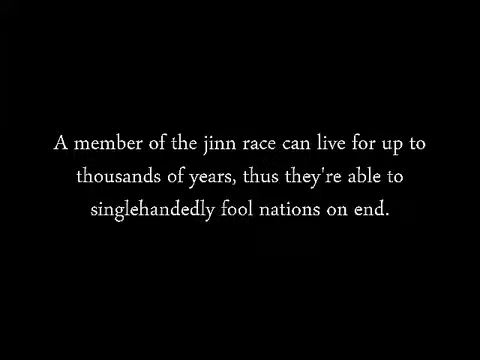 A member of the jinn race can live for up to
thousands of years, thus they're able to
singlehandedly fool nations on end.